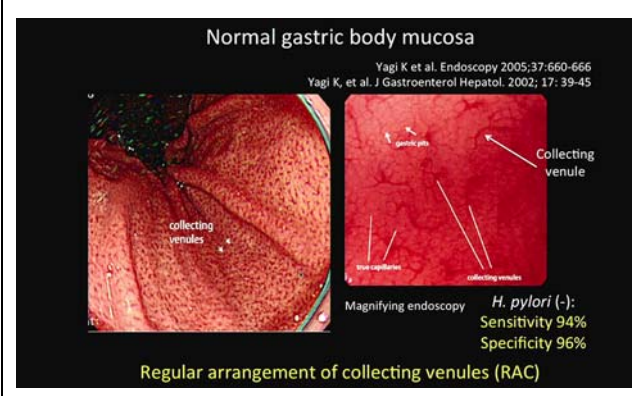 Normal gastric body mucosa
Yagi K et al. Endoscopy 2005;37:660-666
Yagi K, et al. J Gastroenterol Hepatol. 2002; 17: 39-45
collecting
venules
gastric pits
Collecting
venule
true capillaries
collecting venules
Magnifying endoscopy
H. pylori (-):
Sensitivity 94%
Specificity 96%
Regular arrangement of collecting venules (RAC)